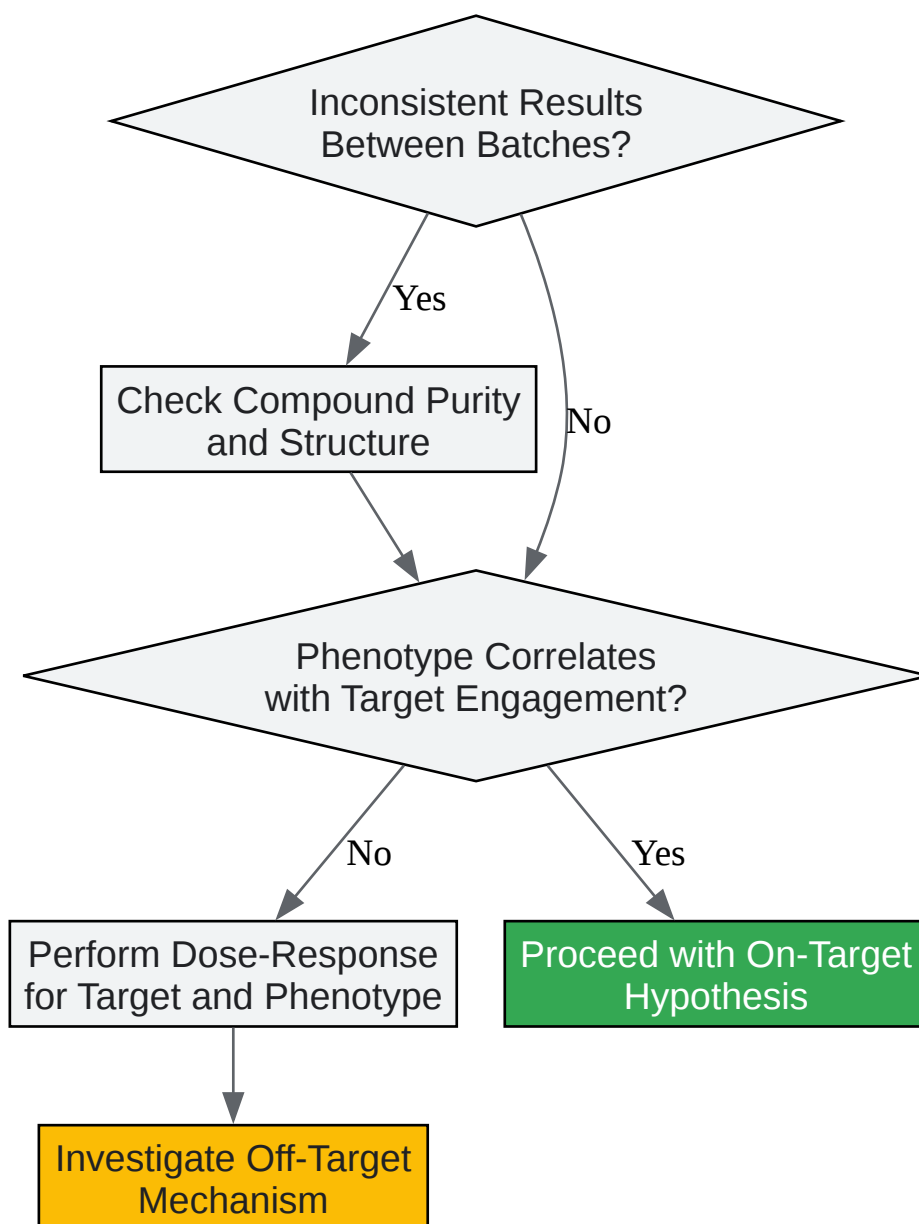 Inconsistent Results
Between Batches?
Yes
Check Compound Purity
and Structure
No
Phenotype Correlates
with Target Engagement?
No
Yes
Perform Dose-Response
for Target and Phenotype
Proceed with On-Target
Hypothesis
Investigate Off-Target
Mechanism